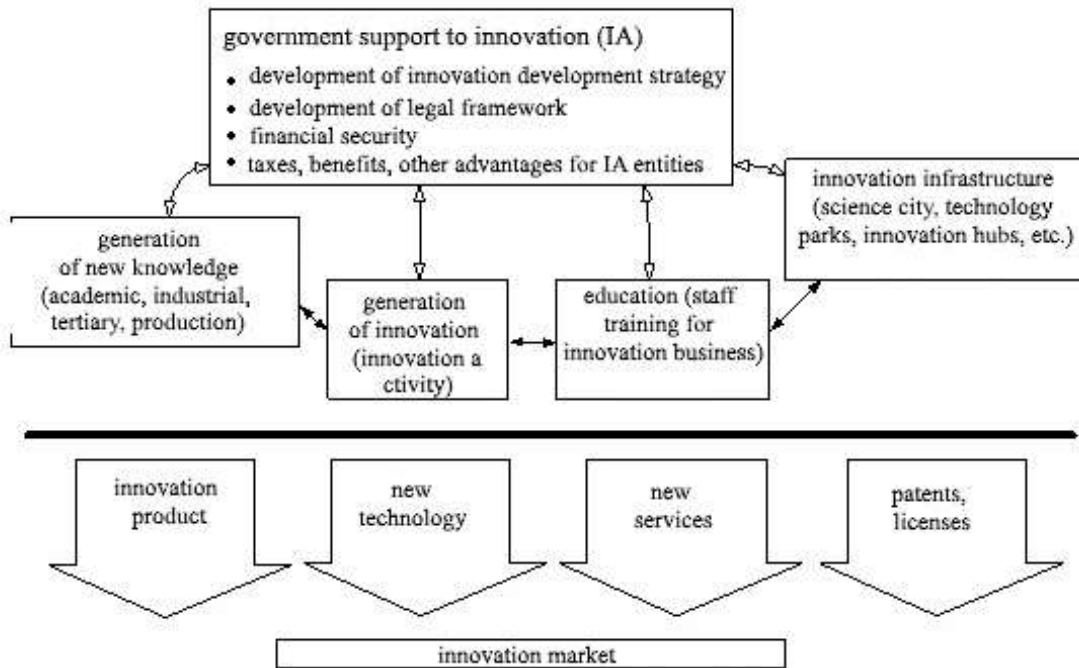 government support to innovation (IA)
• development of innovation development strategy
• development of legal framework
• financial security
• taxes, benefits, other advantages for IA entities
innovation infrastructure
(science city, technology
parks, innovation hubs, etc.)
generation
of new knowledge
(academic, industrial,
tertiary, production)
generation
of innovation
(innovation a
ctivity)
education (staff
training for
innovation business)
innovation
product
new
technology
new
services
patents,
licenses
innovation market